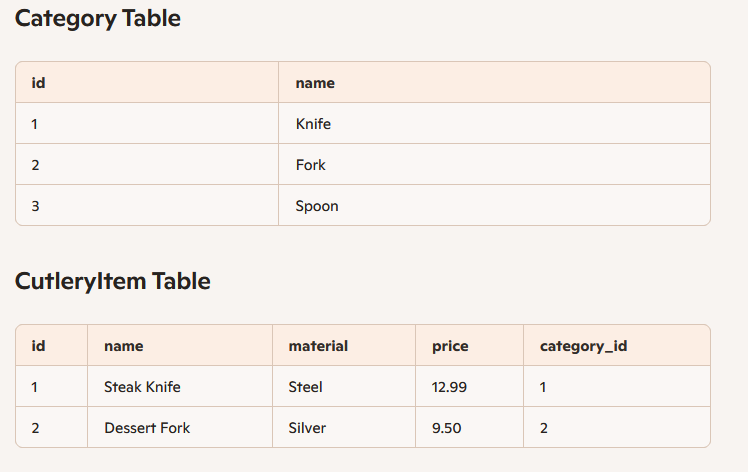 Category Table
id name
1 Knife
2 Fork
3 Spoon
CutleryItem Table
id name material price category_id
1 Steak Knife Steel 12.99 1
2 Dessert Fork Silver 9.50 2